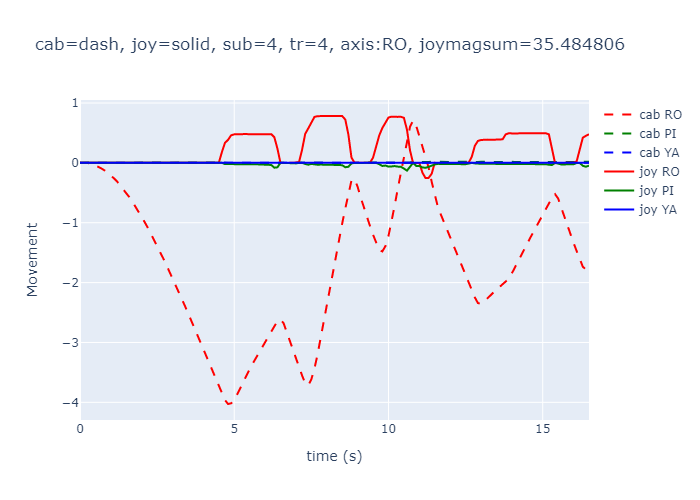 cab=dash, joy=solid, sub=4, tr=4, axis:RO, joymagsum=35.484806
1
0
−1
−2
−3
−4
Movement
0 5 10 15
time (s)
cab RO
cab PI
cab YA
joy RO
joy PI
joy YA